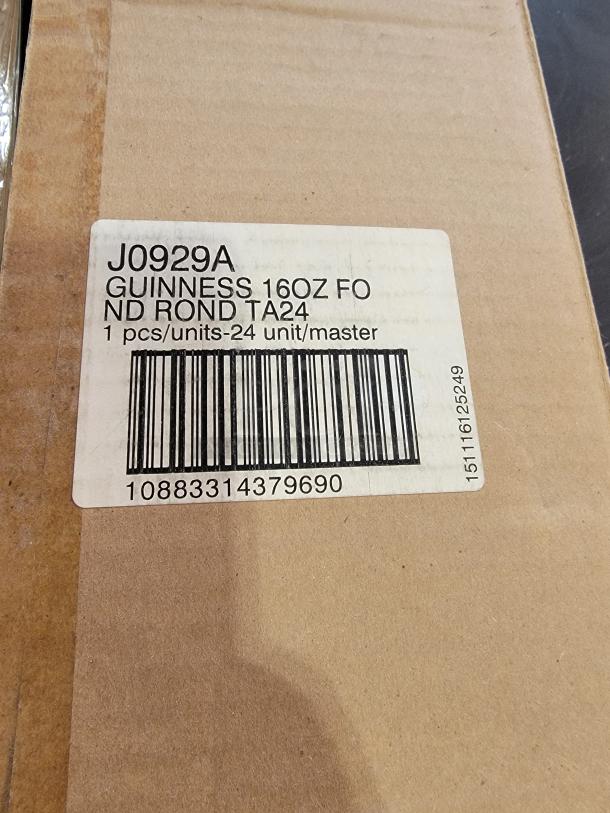 J0929A
GUINNESS 16OZ FO
ND ROND TA24
1 pcs/units-24 unit/master
10883314379690
151116125249